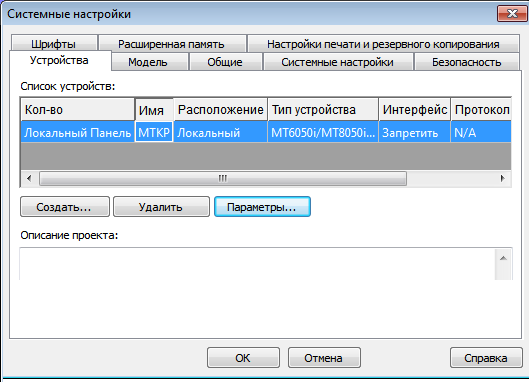 Системные настройки
Шрифты Расширенная память Настройки печати и резервного копирования
Устройства Модель Общие Системные настройки Безопасность
Список устройств:
Кол-во Имя Расположение Тип устройства Интерфейс Протокол
Локальный Панель МТКР Локальный MT6050i/MT8050i... Запретить N/A
Создать... Удалить Параметры...
Описание проекта:
OK Отмена Справка